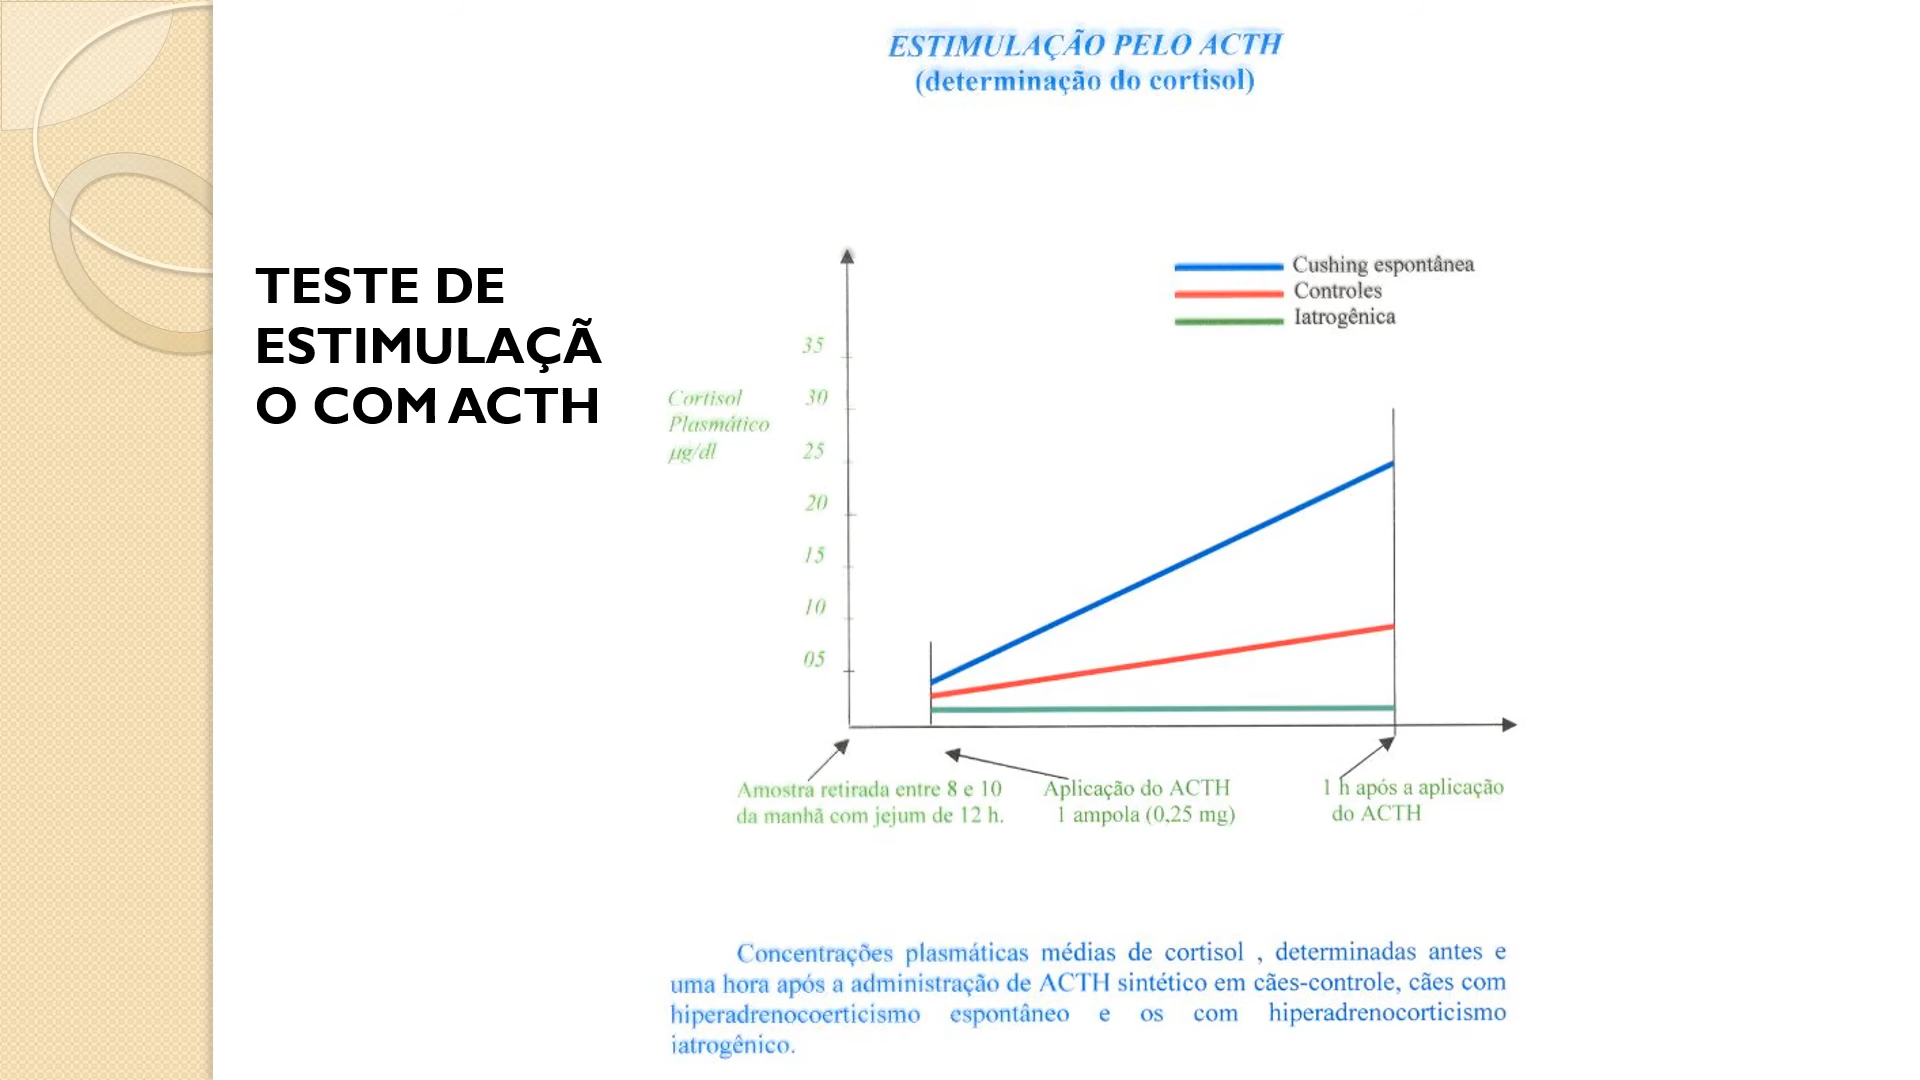 ESTIMULAÇÃO PELO ACTH
(determinação do cortisol)
TESTE DE
ESTIMULAÇÃ
O COM ACTH
Cushing espontânea
Controles
Iatrogênica
Cortisol
Plasmático
µg/dl
35
30
25
20
15
10
05
Amostra retirada entre 8 e 10
da manhã com jejum de 12 h.
Aplicação do ACTH
1 ampola (0,25 mg)
1 h após a aplicação
do ACTH
Concentrações plasmáticas médias de cortisol , determinadas antes e
uma hora após a administração de ACTH sintético em cães-controle, cães com
hiperadrenocoerticismo espontâneo e os com hiperadrenocorticismo
iatrogênico.